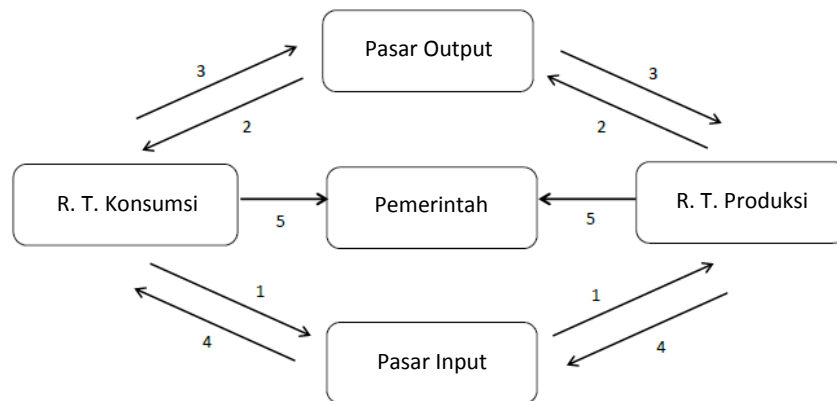 Pasar Output
3
3
2
2
R. T. Konsumsi
Pemerintah
R. T. Produksi
5
5
1
1
4
4
Pasar Input